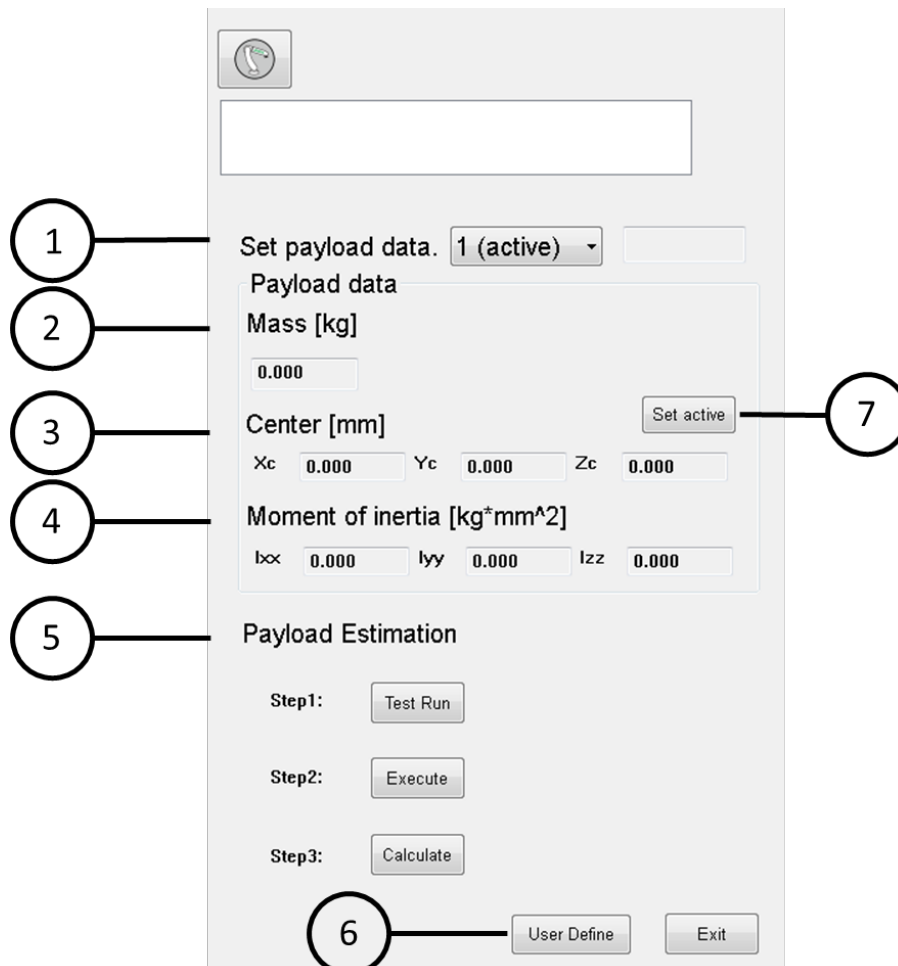 1 Set payload data. 1 (active)
Payload data
2 Mass [kg]
0.000
7 Set active
3 Center [mm]
Xc 0.000 Yc 0.000 Zc 0.000
4 Moment of inertia [kg*mm^2]
Ixx 0.000 Iyy 0.000 Izz 0.000
5 Payload Estimation
Step1: Test Run
Step2: Execute
Step3: Calculate
6 User Define Exit